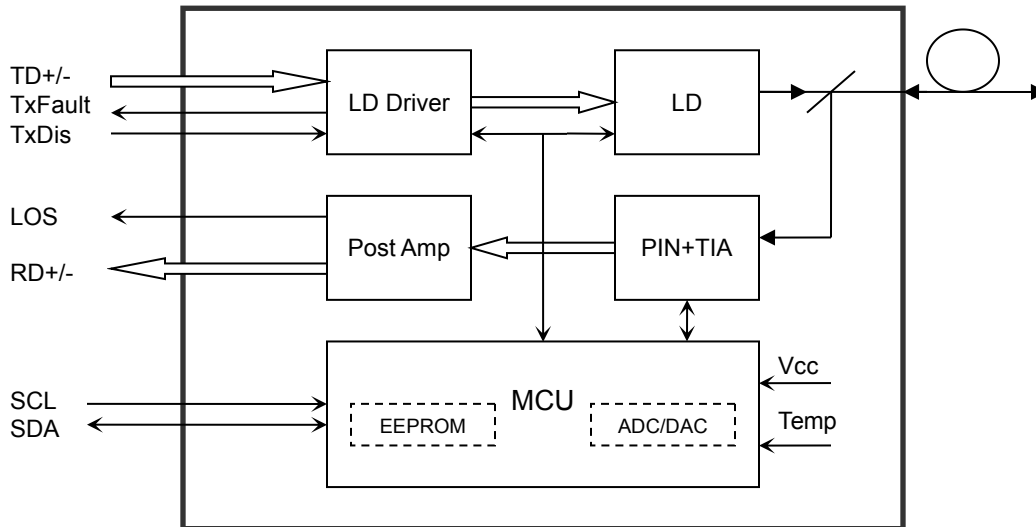 TD+/-
TxFault
TxDis
LD Driver
LD
LOS
RD+/-
Post Amp
PIN+TIA
SCL
SDA
MCU
EEPROM
ADC/DAC
Vcc
Temp